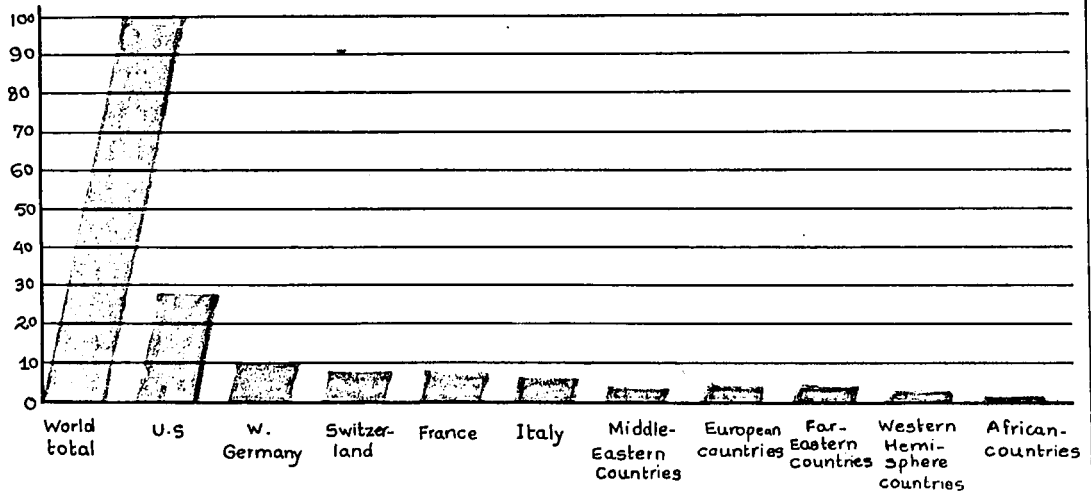 100
90
80
70
60
50
40
30
20
10
0
World
total
U.S
W.
Germany
Switzer-
land
France
Italy
Middle-
Eastern
Countries
European
countries
Far-
Eastern
Countries
Western
Hemi-
sphere
countries
African-
countries